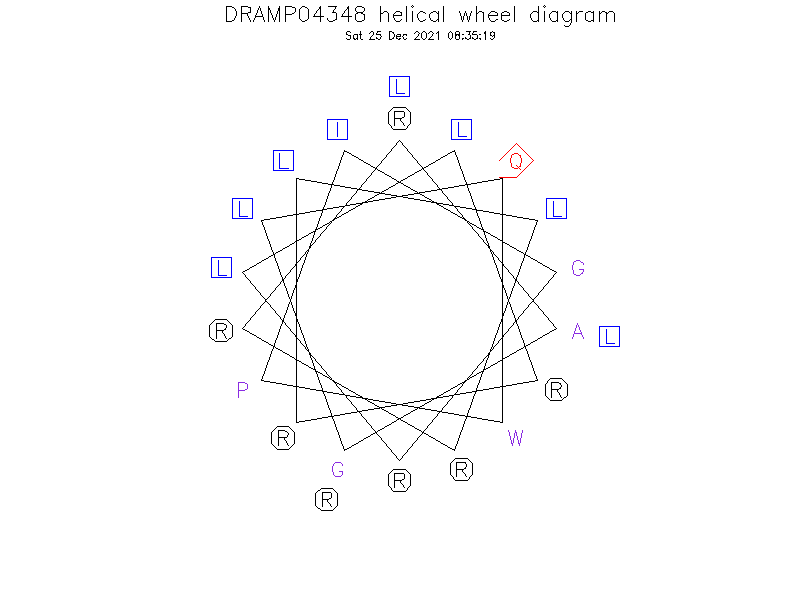 DRAMP04348 helical wheel diagram
Sat 25 Dec 2021 08:35:19
L
I R L
L Q
L L
L G
R A L
P R
R W
G R R
R